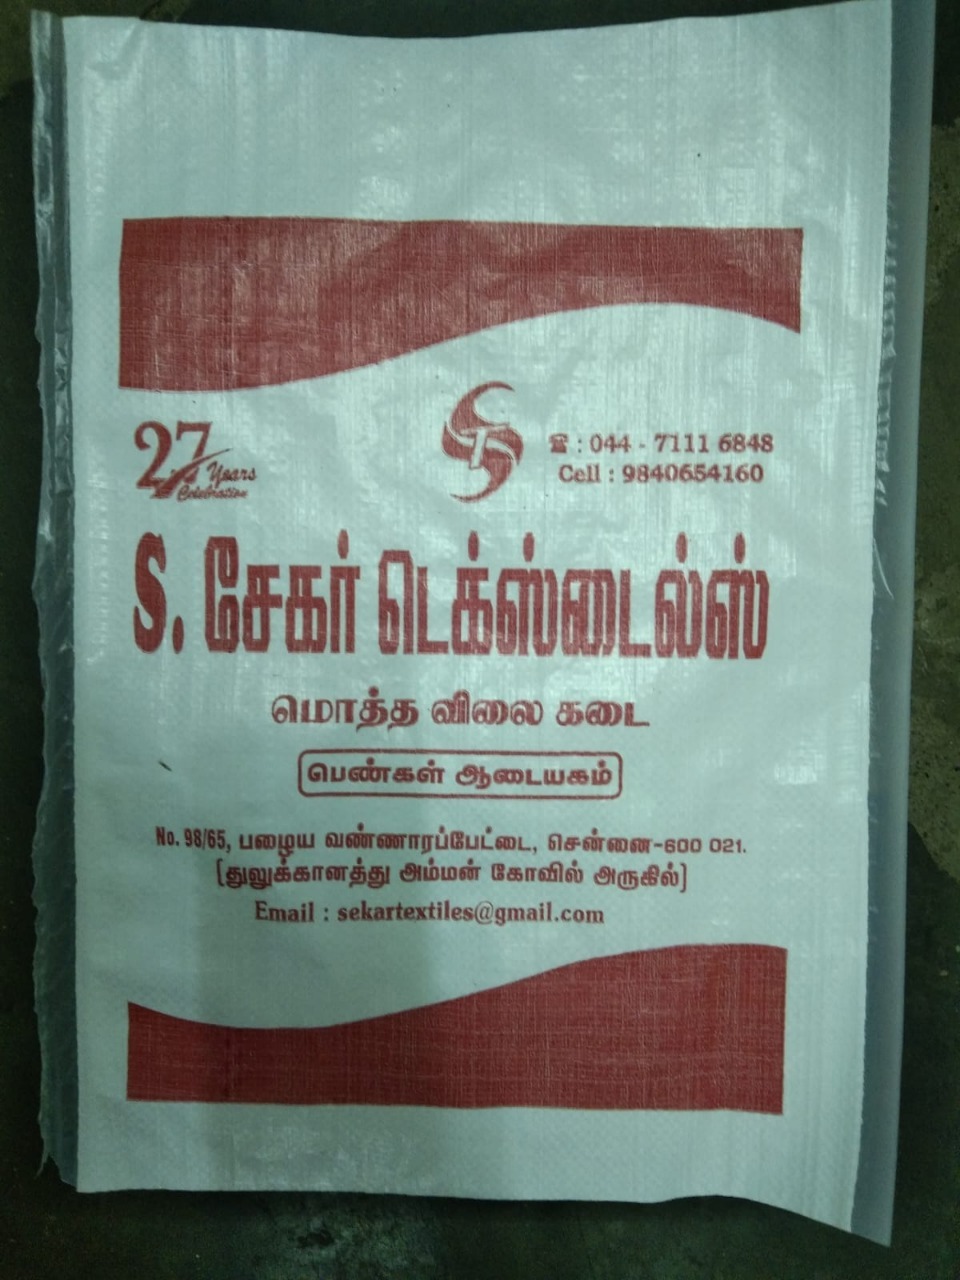 27
Years
Celebration
STS
☎ : 044 - 7111 6848
Cell : 9840654160
S. சேகர் டெக்ஸ்டைல்ஸ்
மொத்த விலை கடை
பெண்கள் ஆடையகம்
No. 98/65, பழைய வண்ணாரப்பேட்டை, சென்னை-600 021.
(துலுக்கானத்து அம்மன் கோவில் அருகில்)
Email : sekartextiles@gmail.com